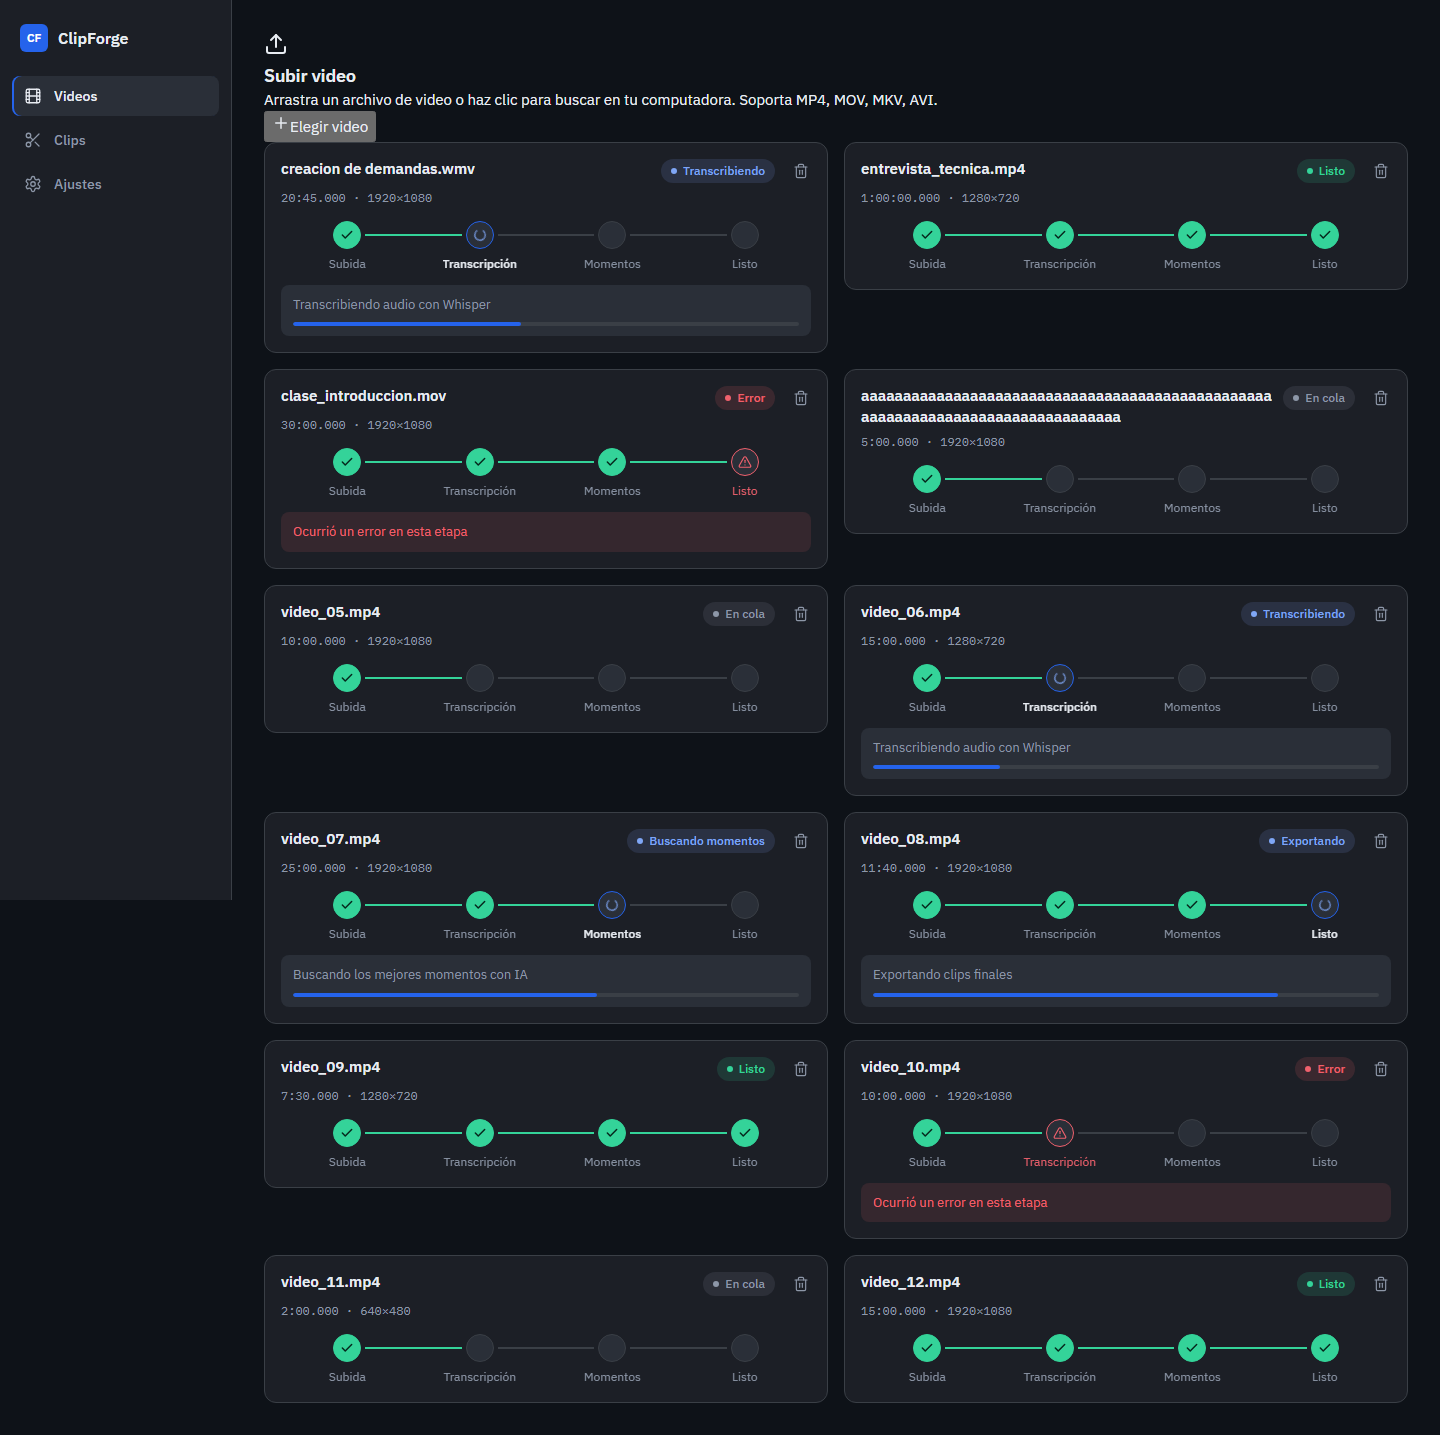 CF ClipForge
Videos
Clips
Ajustes
Subir video
Arrastra un archivo de video o haz clic para buscar en tu computadora. Soporta MP4, MOV, MKV, AVI.
Elegir video
creacion de demandas.wmv
Transcribiendo
20:45.000 · 1920×1080
Subida Transcripción Momentos Listo
Transcribiendo audio con Whisper
entrevista_tecnica.mp4
Listo
1:00:00.000 · 1280×720
Subida Transcripción Momentos Listo
clase_introduccion.mov
Error
30:00.000 · 1920×1080
Subida Transcripción Momentos Listo
Ocurrió un error en esta etapa
aaaaaaaaaaaaaaaaaaaaaaaaaaaaaaaaaaaaaaaaaaaaaaaaa
aaaaaaaaaaaaaaaaaaaaaaaaaaaaaaa
En cola
5:00.000 · 1920×1080
Subida Transcripción Momentos Listo
video_05.mp4
En cola
10:00.000 · 1920×1080
Subida Transcripción Momentos Listo
video_06.mp4
Transcribiendo
15:00.000 · 1280×720
Subida Transcripción Momentos Listo
Transcribiendo audio con Whisper
video_07.mp4
Buscando momentos
25:00.000 · 1920×1080
Subida Transcripción Momentos Listo
Buscando los mejores momentos con IA
video_08.mp4
Exportando
11:40.000 · 1920×1080
Subida Transcripción Momentos Listo
Exportando clips finales
video_09.mp4
Listo
7:30.000 · 1280×720
Subida Transcripción Momentos Listo
video_10.mp4
Error
10:00.000 · 1920×1080
Subida Transcripción Momentos Listo
Ocurrió un error en esta etapa
video_11.mp4
En cola
2:00.000 · 640×480
Subida Transcripción Momentos Listo
video_12.mp4
Listo
15:00.000 · 1920×1080
Subida Transcripción Momentos Listo